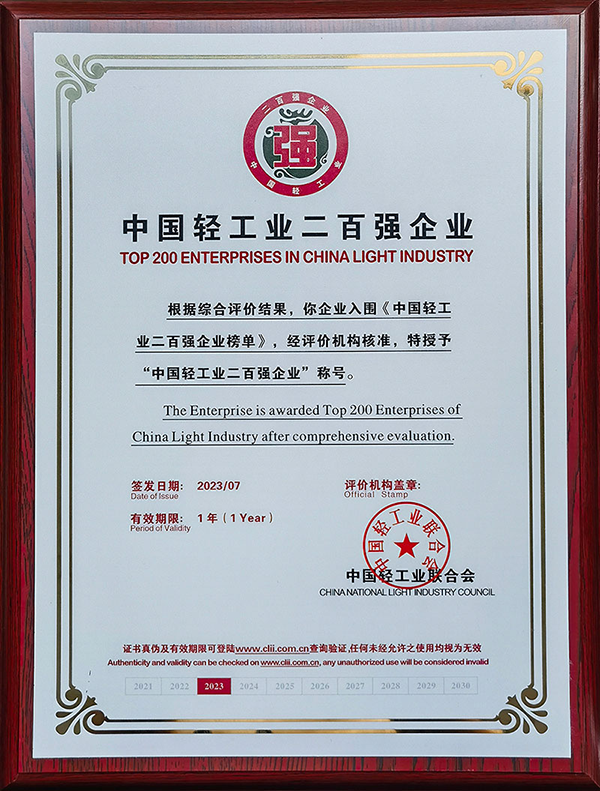 二百强企业
强
中国轻工业
中国轻工业二百强企业
TOP 200 ENTERPRISES IN CHINA LIGHT INDUSTRY
根据综合评价结果，你企业入围《中国轻工
业二百强企业榜单》，经评价机构核准，特授予
“中国轻工业二百强企业”称号。
The Enterprise is awarded Top 200 Enterprises of
China Light Industry after comprehensive evaluation.
签发日期： 2023/07
Date of Issue
有效期限： 1 年（1 Year）
Period of Validity
评价机构盖章：
Official Stamp
中国轻工业联合会
中国轻工业联合会
CHINA NATIONAL LIGHT INDUSTRY COUNCIL
证书真伪及有效期限可登陆www.clii.com.cn查询验证,任何未经允许之使用均视为无效
Authenticity and validity can be checked on www.clii.com.cn, any unauthorized use will be considered invalid
2021 2022 2023 2024 2025 2026 2027 2028 2029 2030